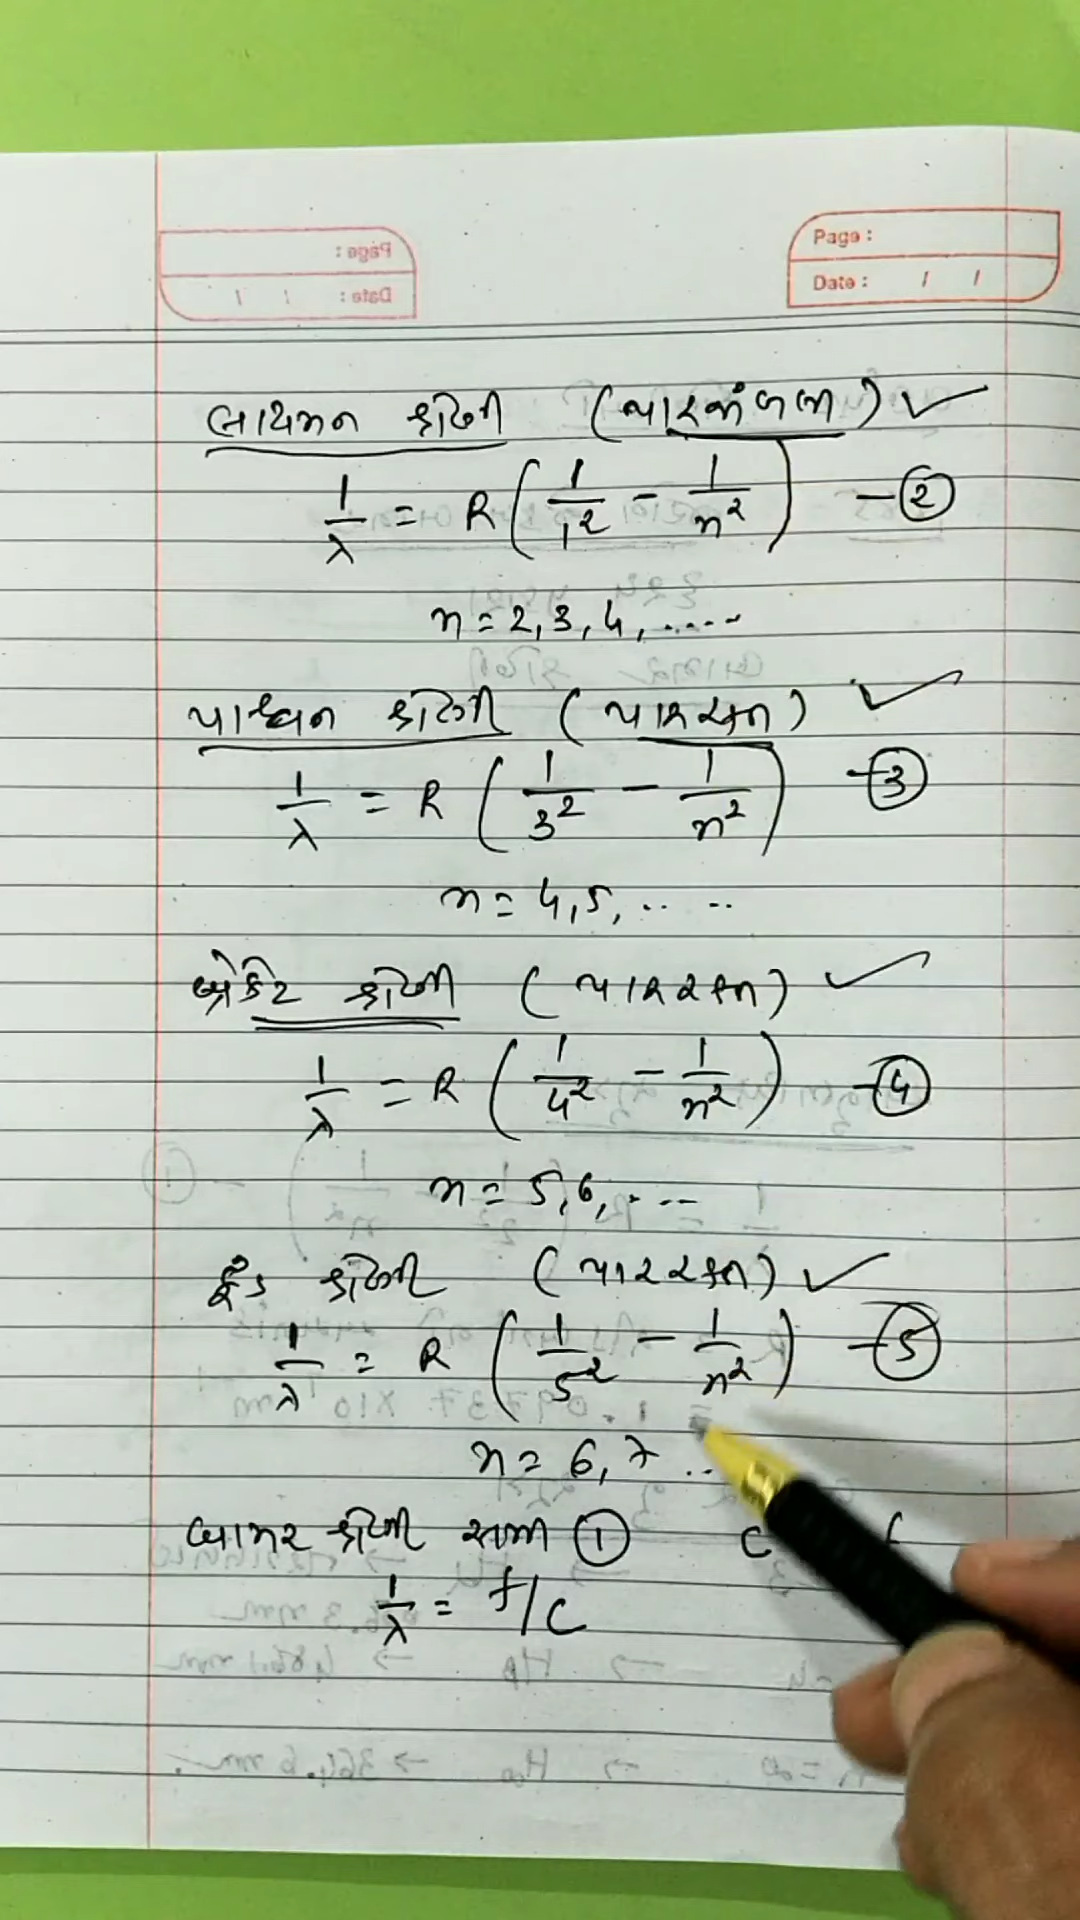 Page :
Date : / /
લાયમન શ્રેણી (પારજાંબલી) ✓
1/λ = R (1/1² − 1/n²) —②
n = 2, 3, 4, .....
પાશ્ચન શ્રેણી (પારરક્ત) ✓
1/λ = R (1/3² − 1/n²) —③
n = 4, 5, .. ..
બ્રેકેટ શ્રેણી (પારરક્ત) ✓
1/λ = R (1/4² − 1/n²) —④
n = 5, 6, ....
ફંડ શ્રેણી (પારરક્ત) ✓
1/λ = R (1/5² − 1/n²) —⑤
n = 6, 7 ..
બામર શ્રેણી સમી ① C
1/λ = f/C